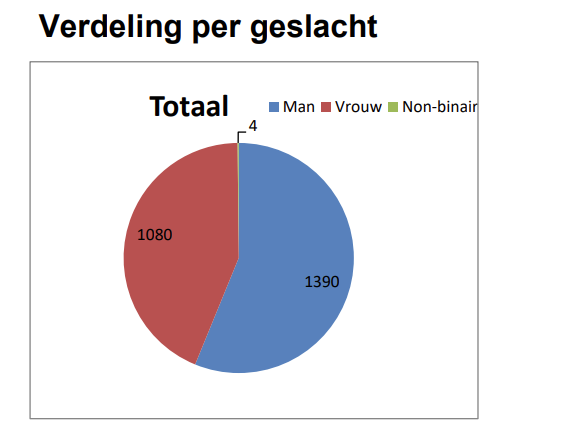 Verdeling per geslacht
Totaal
Man Vrouw Non-binair
4
1080
1390